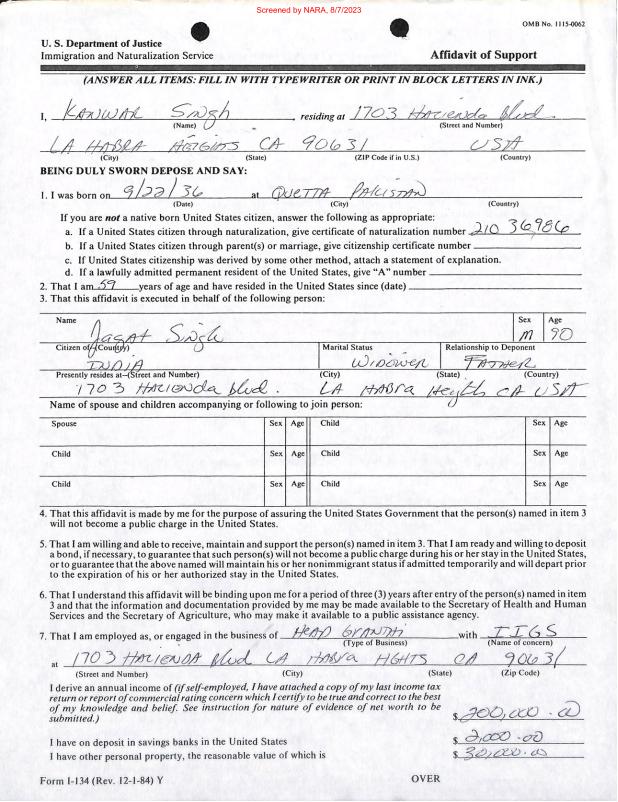 Screened by NARA, 8/7/2023
OMB No. 1115-0062
U. S. Department of Justice
Immigration and Naturalization Service
Affidavit of Support
(ANSWER ALL ITEMS: FILL IN WITH TYPEWRITER OR PRINT IN BLOCK LETTERS IN INK.)
I, KANWAR Singh , residing at 1703 Hacienda blvd.
(Name) (Street and Number)
LA HABRA HEIGHTS CA 90631 USA
(City) (State) (ZIP Code if in U.S.) (Country)
BEING DULY SWORN DEPOSE AND SAY:
1. I was born on 9/22/36 at QUETTA PAKISTAN
(Date) (City) (Country)
If you are not a native born United States citizen, answer the following as appropriate:
a. If a United States citizen through naturalization, give certificate of naturalization number 210 36986
b. If a United States citizen through parent(s) or marriage, give citizenship certificate number
c. If United States citizenship was derived by some other method, attach a statement of explanation.
d. If a lawfully admitted permanent resident of the United States, give "A" number
2. That I am 59 years of age and have resided in the United States since (date)
3. That this affidavit is executed in behalf of the following person:
Name Sex Age
Jagat Singh M 90
Citizen of-(Country) Marital Status Relationship to Deponent
INDIA WIDOWER FATHER
Presently resides at-(Street and Number) (City) (State) (Country)
1703 HACIENDA blvd. LA HABRA Heights CA USA
Name of spouse and children accompanying or following to join person:
Spouse Sex Age Child Sex Age
Child Sex Age Child Sex Age
Child Sex Age Child Sex Age
4. That this affidavit is made by me for the purpose of assuring the United States Government that the person(s) named in item 3
will not become a public charge in the United States.
5. That I am willing and able to receive, maintain and support the person(s) named in item 3. That I am ready and willing to deposit
a bond, if necessary, to guarantee that such person(s) will not become a public charge during his or her stay in the United States,
or to guarantee that the above named will maintain his or her nonimmigrant status if admitted temporarily and will depart prior
to the expiration of his or her authorized stay in the United States.
6. That I understand this affidavit will be binding upon me for a period of three (3) years after entry of the person(s) named in item
3 and that the information and documentation provided by me may be made available to the Secretary of Health and Human
Services and the Secretary of Agriculture, who may make it available to a public assistance agency.
7. That I am employed as, or engaged in the business of HEAD GRANTHI with IIGS
(Type of Business) (Name of concern)
at 1703 HACIENDA blvd LA HABRA HGHTS CA 90631
(Street and Number) (City) (State) (Zip Code)
I derive an annual income of (if self-employed, I have attached a copy of my last income tax
return or report of commercial rating concern which I certify to be true and correct to the best
of my knowledge and belief. See instruction for nature of evidence of net worth to be
submitted.) $ 200,000.00
I have on deposit in savings banks in the United States $ 2,000.00
I have other personal property, the reasonable value of which is $ 30,000.00
Form I-134 (Rev. 12-1-84) Y OVER